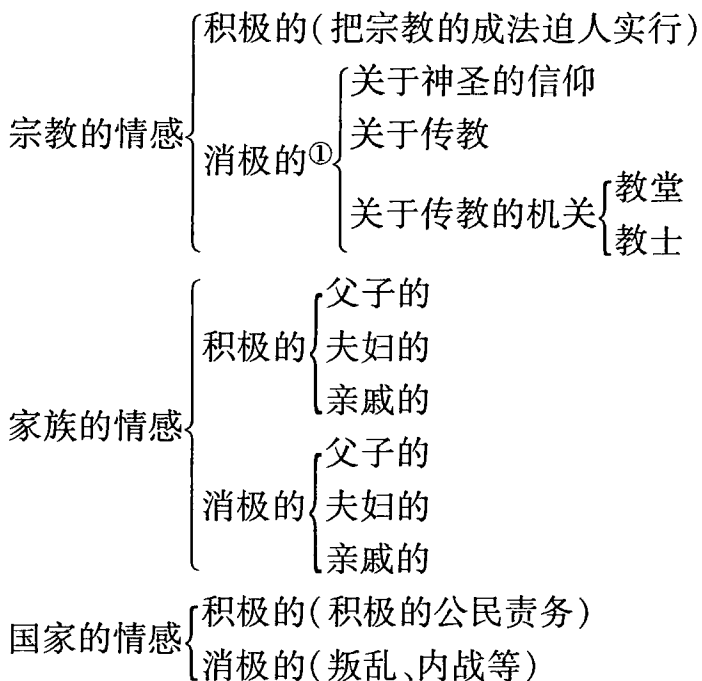 积极的(把宗教的成法迫人实行)
关于神圣的信仰
宗教的情感
消极的①
关于传教
关于传教的机关
教堂
教士
父子的
积极的
夫妇的
亲戚的
家族的情感
父子的
消极的
夫妇的
亲戚的
国家的情感
积极的(积极的公民责务)
消极的(叛乱、内战等)